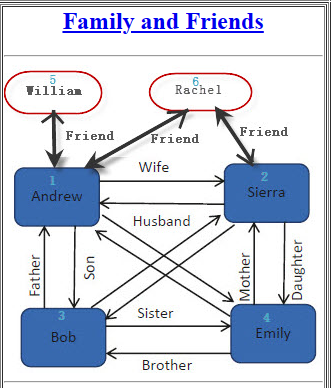 Family and Friends
5
William
6
Rachel
Friend
Friend
Friend
Wife
1
Andrew
2
Sierra
Husband
Father
Son
Mother
Daughter
3
Bob
Sister
4
Emily
Brother